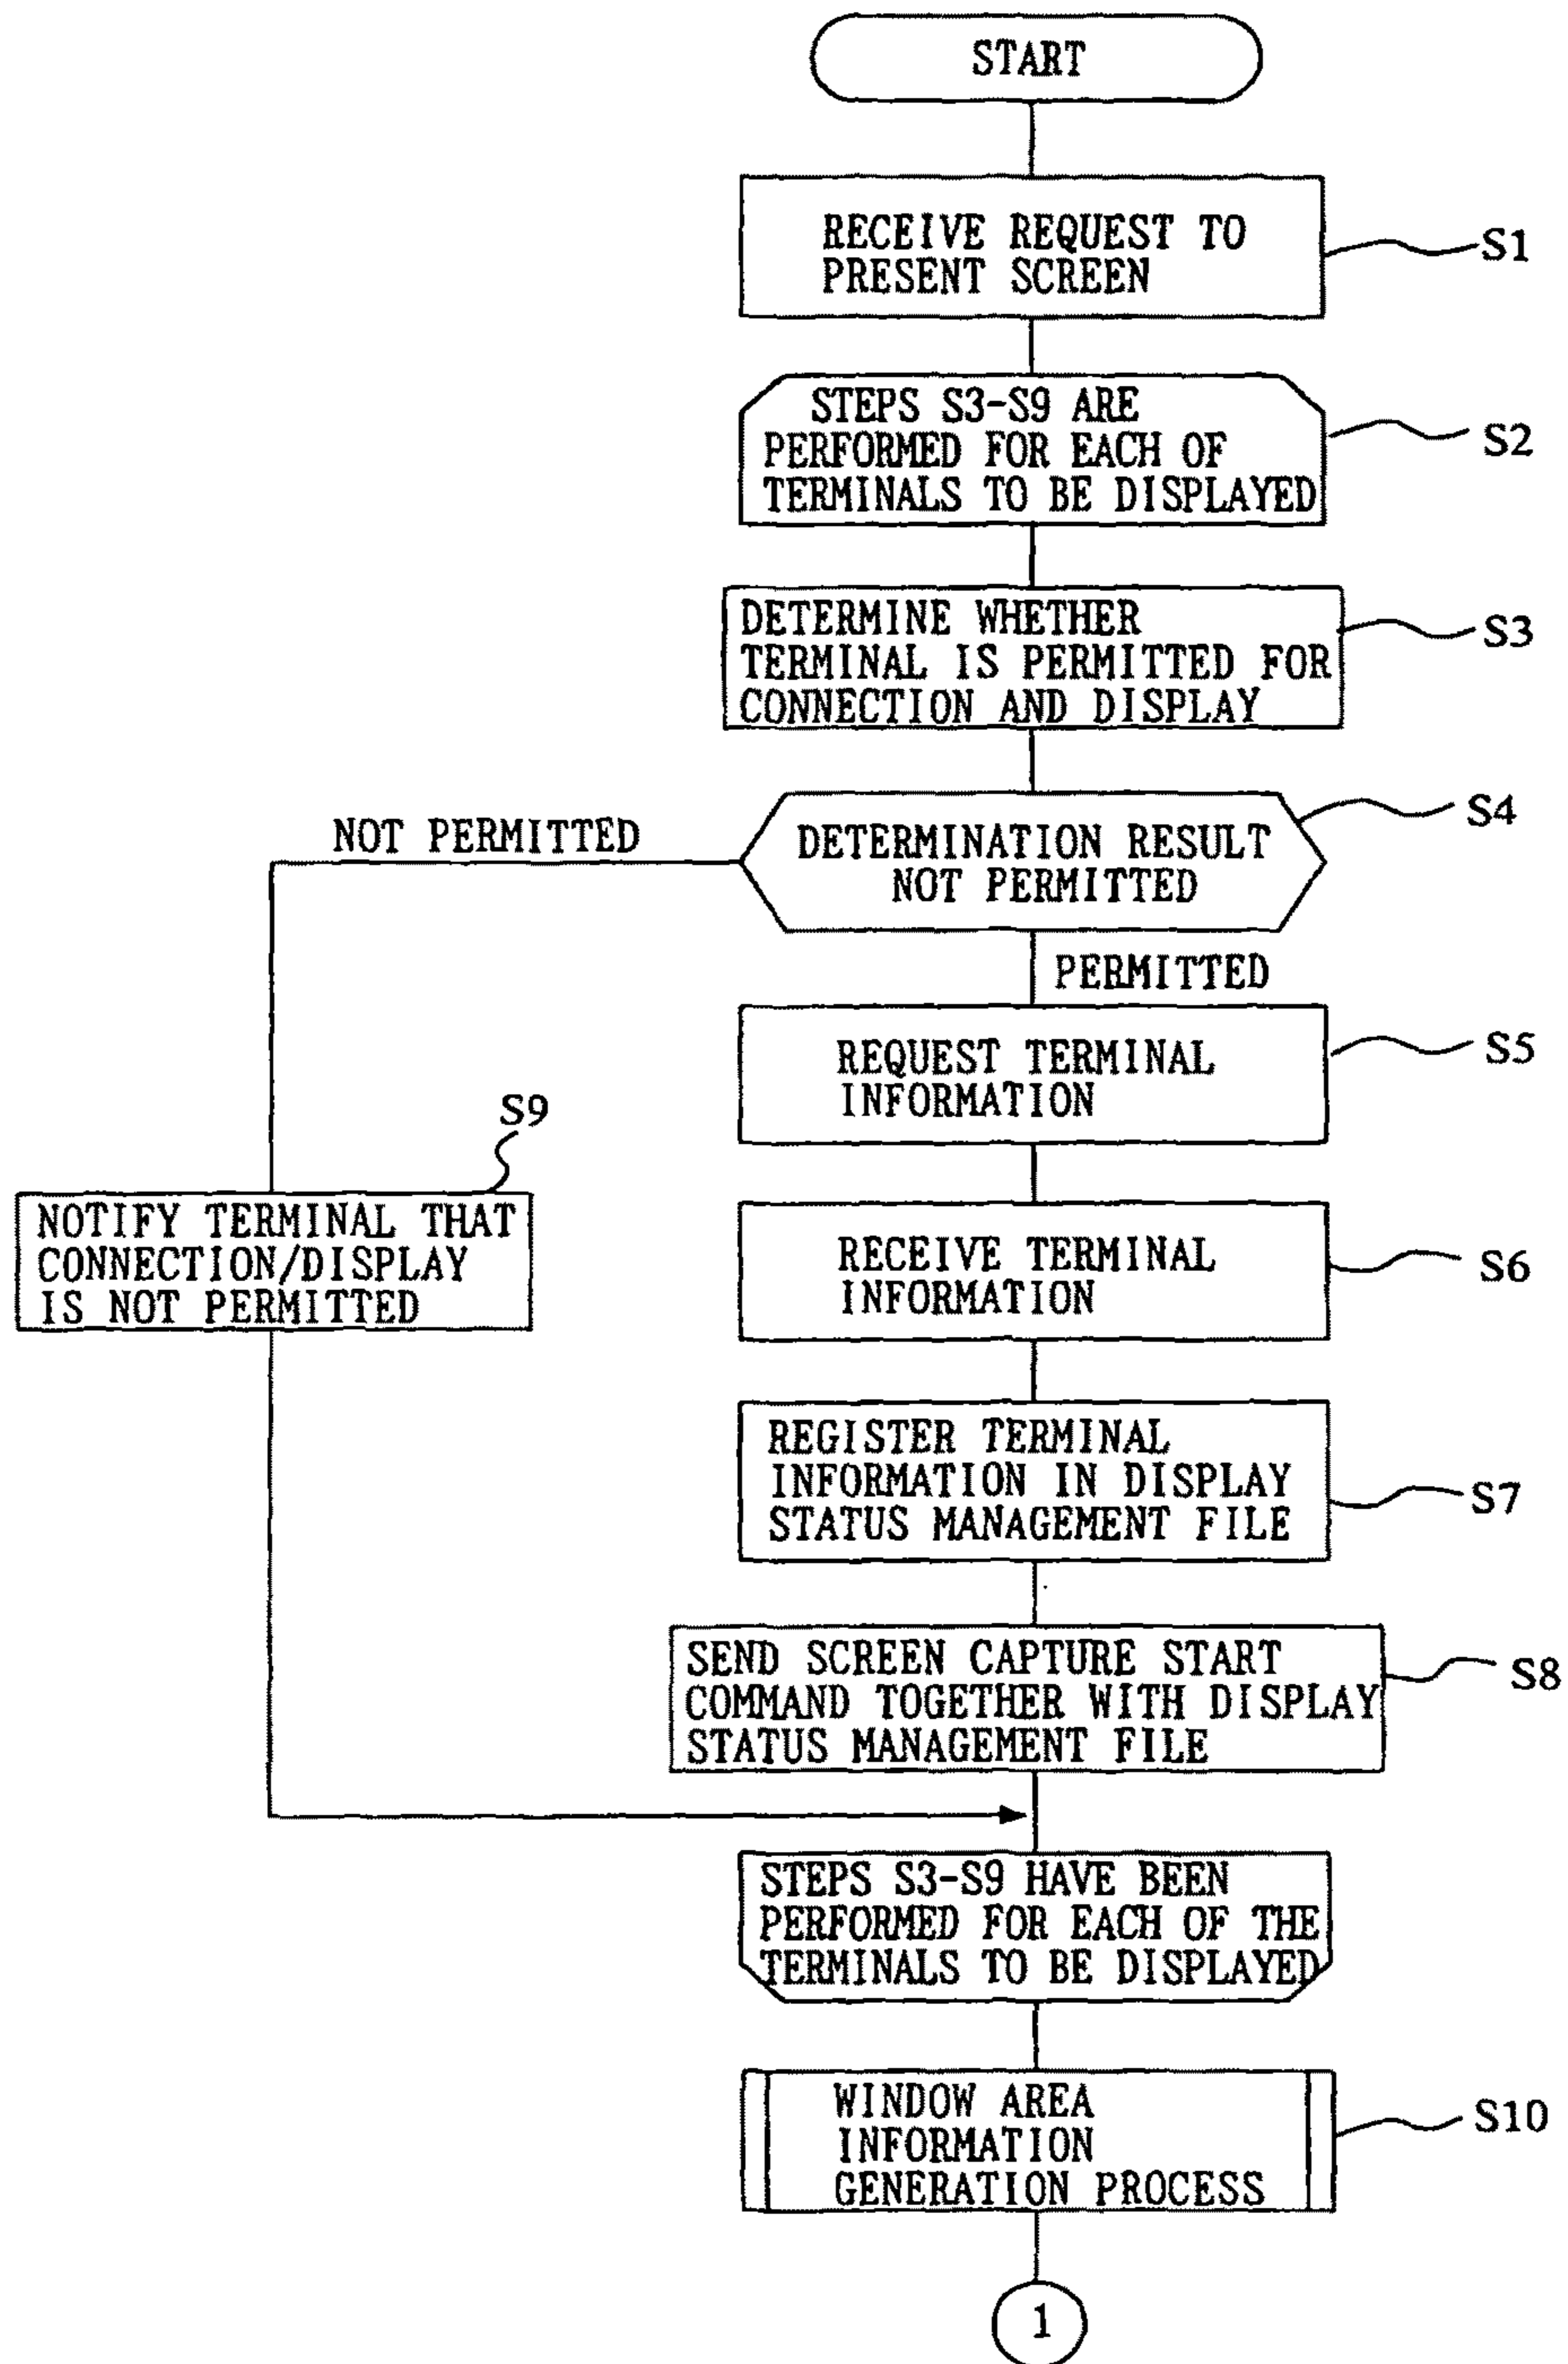 START
RECEIVE REQUEST TO
PRESENT SCREEN
S1
STEPS S3-S9 ARE
PERFORMED FOR EACH OF
TERMINALS TO BE DISPLAYED
S2
DETERMINE WHETHER
TERMINAL IS PERMITTED FOR
CONNECTION AND DISPLAY
S3
DETERMINATION RESULT
NOT PERMITTED
S4
NOT PERMITTED
PERMITTED
REQUEST TERMINAL
INFORMATION
S5
S9
NOTIFY TERMINAL THAT
CONNECTION/DISPLAY
IS NOT PERMITTED
RECEIVE TERMINAL
INFORMATION
S6
REGISTER TERMINAL
INFORMATION IN DISPLAY
STATUS MANAGEMENT FILE
S7
SEND SCREEN CAPTURE START
COMMAND TOGETHER WITH DISPLAY
STATUS MANAGEMENT FILE
S8
STEPS S3-S9 HAVE BEEN
PERFORMED FOR EACH OF THE
TERMINALS TO BE DISPLAYED
WINDOW AREA
INFORMATION
GENERATION PROCESS
S10
1